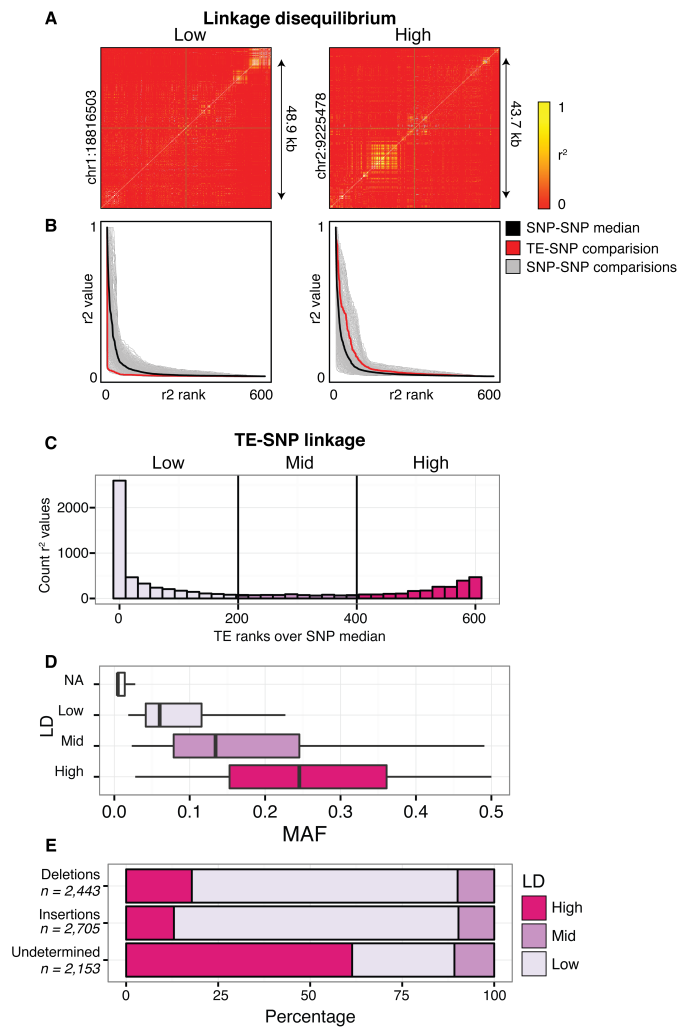 A
Linkage disequilibrium
Low
High
chr1:18816503
48.9 kb
chr2:9225478
43.7 kb
1
r²
0
B
1
r2 value
0
0
r2 rank
600
1
r2 value
0
0
r2 rank
600
SNP-SNP median
TE-SNP comparision
SNP-SNP comparisions
C
TE-SNP linkage
Low
Mid
High
Count r² values
2000
1000
0
0
200
400
600
TE ranks over SNP median
D
LD
NA
Low
Mid
High
0.0
0.1
0.2
0.3
0.4
0.5
MAF
E
Deletions
n = 2,443
Insertions
n = 2,705
Undetermined
n = 2,153
0
25
50
75
100
Percentage
LD
High
Mid
Low